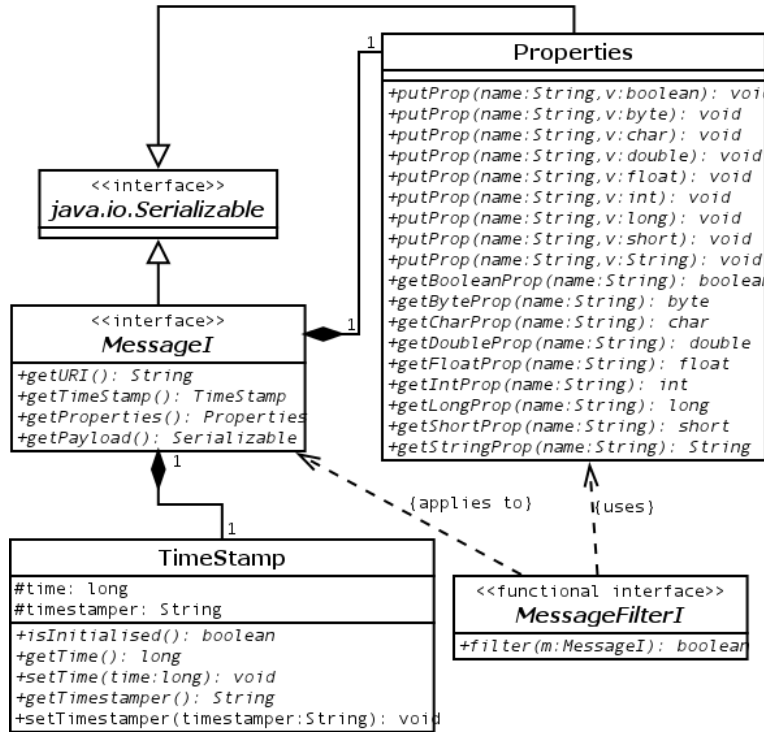 1
Properties
+putProp(name:String,v:boolean): void
+putProp(name:String,v:byte): void
+putProp(name:String,v:char): void
+putProp(name:String,v:double): void
+putProp(name:String,v:float): void
+putProp(name:String,v:int): void
+putProp(name:String,v:long): void
+putProp(name:String,v:short): void
+putProp(name:String,v:String): void
+getBooleanProp(name:String): boolean
+getByteProp(name:String): byte
+getCharProp(name:String): char
+getDoubleProp(name:String): double
+getFloatProp(name:String): float
+getIntProp(name:String): int
+getLongProp(name:String): long
+getShortProp(name:String): short
+getStringProp(name:String): String
<<interface>>
java.io.Serializable
<<interface>>
MessageI
+getURI(): String
+getTimeStamp(): TimeStamp
+getProperties(): Properties
+getPayload(): Serializable
1
1
1
{applies to}
{uses}
TimeStamp
#time: long
#timestamper: String
+isInitialised(): boolean
+getTime(): long
+setTime(time:long): void
+getTimestamper(): String
+setTimestamper(timestamper:String): void
<<functional interface>>
MessageFilterI
+filter(m:MessageI): boolean